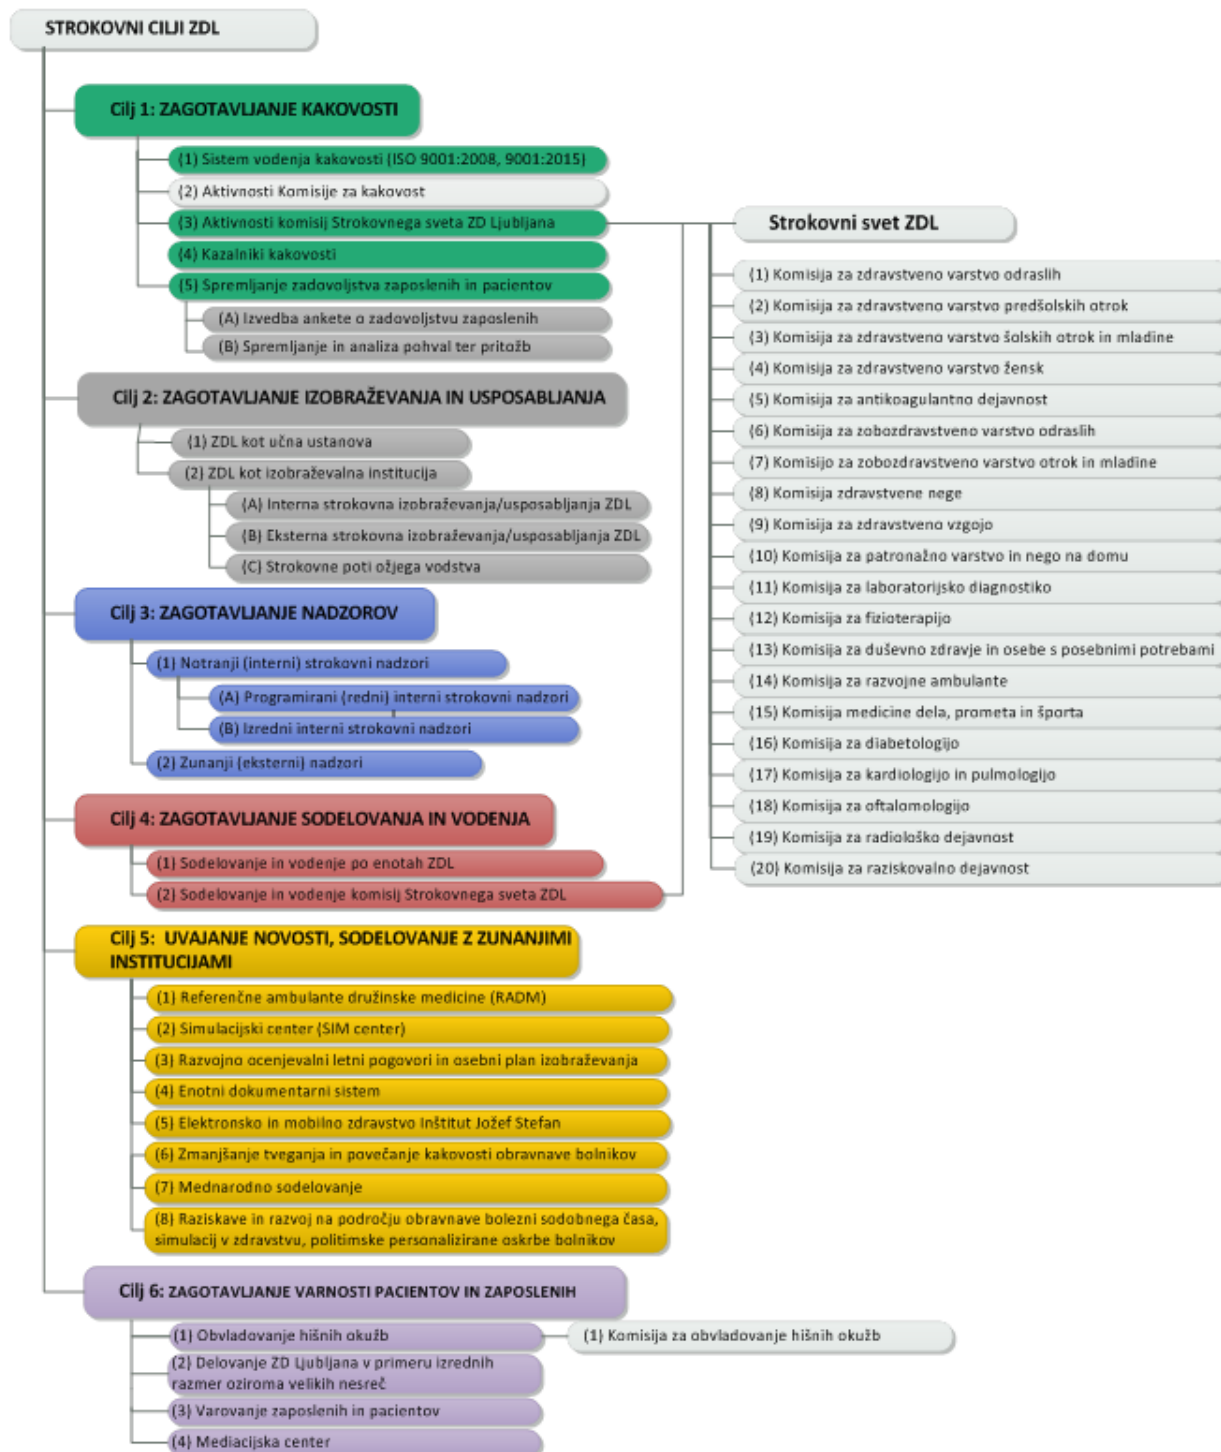 STROKOVNI CILJI ZDL
Cilj 1: ZAGOTAVLJANJE KAKOVOSTI
(1) Sistem vodenja kakovosti (ISO 9001:2008, 9001:2015)
(2) Aktivnosti Komisije za kakovost
(3) Aktivnosti komisij Strokovnega sveta ZD Ljubljana
(4) Kazalniki kakovosti
(5) Spremljanje zadovoljstva zaposlenih in pacientov
(A) Izvedba ankete o zadovoljstvu zaposlenih
(B) Spremljanje in analiza pohval ter pritožb
Cilj 2: ZAGOTAVLJANJE IZOBRAŽEVANJA IN USPOSABLJANJA
(1) ZDL kot učna ustanova
(2) ZDL kot izobraževalna institucija
(A) Interna strokovna izobraževanja/usposabljanja ZDL
(B) Eksterna strokovna izobraževanja/usposabljanja ZDL
(C) Strokovne poti ožjega vodstva
Cilj 3: ZAGOTAVLJANJE NADZOROV
(1) Notranji (interni) strokovni nadzori
(A) Programirani (redni) interni strokovni nadzori
(B) Izredni interni strokovni nadzori
(2) Zunanji (eksterni) nadzori
Cilj 4: ZAGOTAVLJANJE SODELOVANJA IN VODENJA
(1) Sodelovanje in vodenje po enotah ZDL
(2) Sodelovanje in vodenje komisij Strokovnega sveta ZDL
Cilj 5: UVAJANJE NOVOSTI, SODELOVANJE Z ZUNANJIMI
INSTITUCIJAMI
(1) Referenčne ambulante družinske medicine (RADM)
(2) Simulacijski center (SIM center)
(3) Razvojno ocenjevalni letni pogovori in osebni plan izobraževanja
(4) Enotni dokumentarni sistem
(5) Elektronsko in mobilno zdravstvo Inštitut Jožef Stefan
(6) Zmanjšanje tveganja in povečanje kakovosti obravnave bolnikov
(7) Mednarodno sodelovanje
(8) Raziskave in razvoj na področju obravnave bolezni sodobnega časa,
simulacij v zdravstvu, politimske personalizirane oskrbe bolnikov
Cilj 6: ZAGOTAVLJANJE VARNOSTI PACIENTOV IN ZAPOSLENIH
(1) Obvladovanje hišnih okužb
(1) Komisija za obvladovanje hišnih okužb
(2) Delovanje ZD Ljubljana v primeru izrednih
razmer oziroma velikih nesreč
(3) Varovanje zaposlenih in pacientov
(4) Mediacijska center
Strokovni svet ZDL
(1) Komisija za zdravstveno varstvo odraslih
(2) Komisija za zdravstveno varstvo predšolskih otrok
(3) Komisija za zdravstveno varstvo šolskih otrok in mladine
(4) Komisija za zdravstveno varstvo žensk
(5) Komisija za antikoagulantno dejavnost
(6) Komisija za zobozdravstveno varstvo odraslih
(7) Komisijo za zobozdravstveno varstvo otrok in mladine
(8) Komisija zdravstvene nege
(9) Komisija za zdravstveno vzgojo
(10) Komisija za patronažno varstvo in nego na domu
(11) Komisija za laboratorijsko diagnostiko
(12) Komisija za fizioterapijo
(13) Komisija za duševno zdravje in osebe s posebnimi potrebami
(14) Komisija za razvojne ambulante
(15) Komisija medicine dela, prometa in športa
(16) Komisija za diabetologijo
(17) Komisija za kardiologijo in pulmologijo
(18) Komisija za oftalomologijo
(19) Komisija za radiološko dejavnost
(20) Komisija za raziskovalno dejavnost